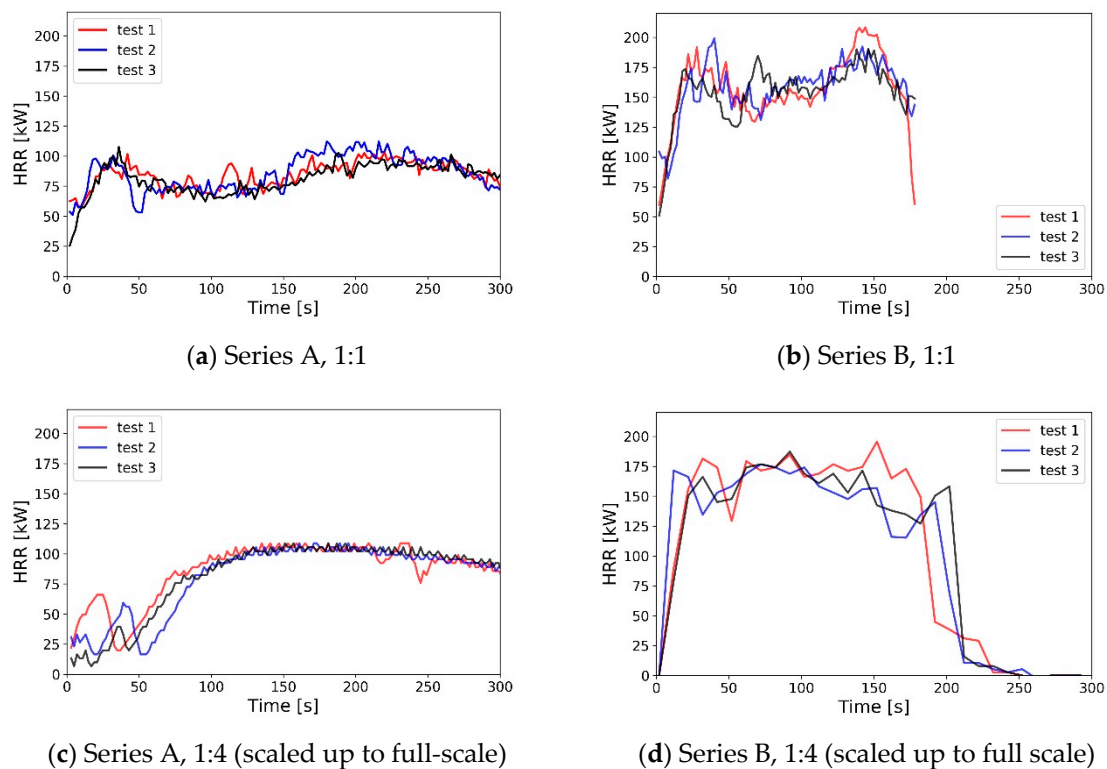 test 1
test 2
test 3
HRR [kW]
200
175
150
125
100
75
50
25
0
0 50 100 150 200 250 300
Time [s]
(a) Series A, 1:1
HRR [kW]
200
175
150
125
100
75
50
25
0
test 1
test 2
test 3
0 50 100 150 200 250 300
Time [s]
(b) Series B, 1:1
test 1
test 2
test 3
HRR [kW]
200
175
150
125
100
75
50
25
0
0 50 100 150 200 250 300
Time [s]
(c) Series A, 1:4 (scaled up to full-scale)
test 1
test 2
test 3
HRR [kW]
200
175
150
125
100
75
50
25
0
0 50 100 150 200 250 300
Time [s]
(d) Series B, 1:4 (scaled up to full scale)